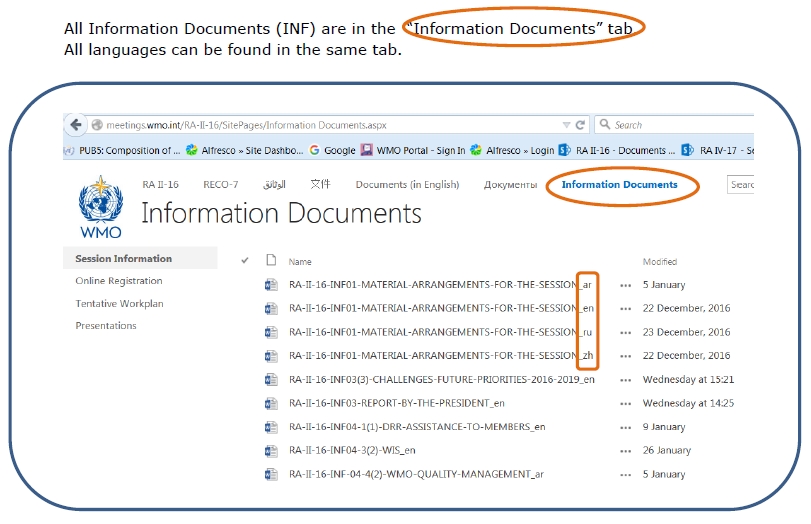 All Information Documents (INF) are in the “Information Documents” tab
All languages can be found in the same tab.
meetings.wmo.int/RA-II-16/SitePages/Information Documents.aspx
Search
PUB5: Composition of ... Alfresco » Site Dashbo... Google WMO Portal - Sign In Alfresco » Login RA II-16 - Documents ... RA IV-17 - Se
RA II-16 RECO-7 الوثائق 文件 Documents (in English) Документы Information Documents Searc
WMO
Information Documents
Session Information
Online Registration
Tentative Workplan
Presentations
Name Modified
RA-II-16-INF01-MATERIAL-ARRANGEMENTS-FOR-THE-SESSION_ar ... 5 January
RA-II-16-INF01-MATERIAL-ARRANGEMENTS-FOR-THE-SESSION_en ... 22 December, 2016
RA-II-16-INF01-MATERIAL-ARRANGEMENTS-FOR-THE-SESSION_ru ... 23 December, 2016
RA-II-16-INF01-MATERIAL-ARRANGEMENTS-FOR-THE-SESSION_zh ... 22 December, 2016
RA-II-16-INF03(3)-CHALLENGES-FUTURE-PRIORITIES-2016-2019_en ... Wednesday at 15:21
RA-II-16-INF03-REPORT-BY-THE-PRESIDENT_en ... Wednesday at 14:25
RA-II-16-INF04-1(1)-DRR-ASSISTANCE-TO-MEMBERS_en ... 9 January
RA-II-16-INF04-3(2)-WIS_en ... 26 January
RA-II-16-INF-04-4(2)-WMO-QUALITY-MANAGEMENT_ar ... 5 January